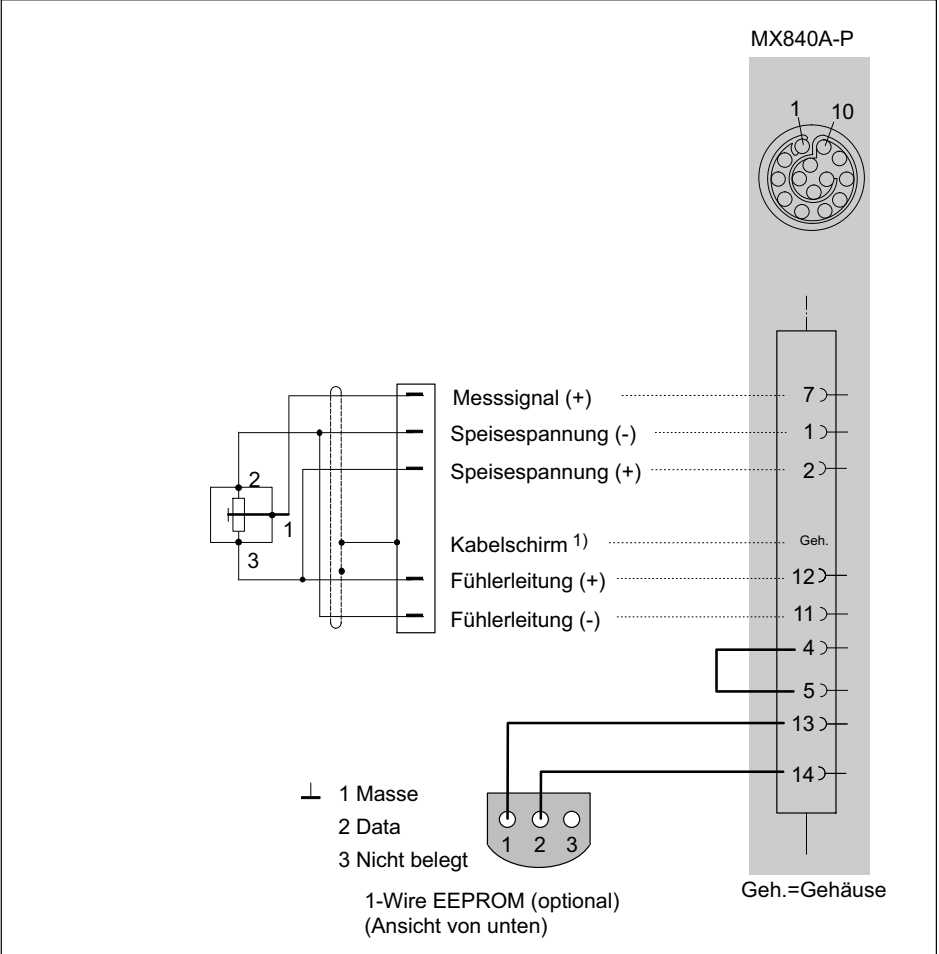 MX840A-P
1 10
Messsignal (+) 7
Speisespannung (-) 1
Speisespannung (+) 2
2
1
3
Kabelschirm 1) Geh.
Fühlerleitung (+) 12
Fühlerleitung (-) 11
4
5
13
14
1 Masse
2 Data
3 Nicht belegt
1 2 3
1-Wire EEPROM (optional)
(Ansicht von unten)
Geh.=Gehäuse